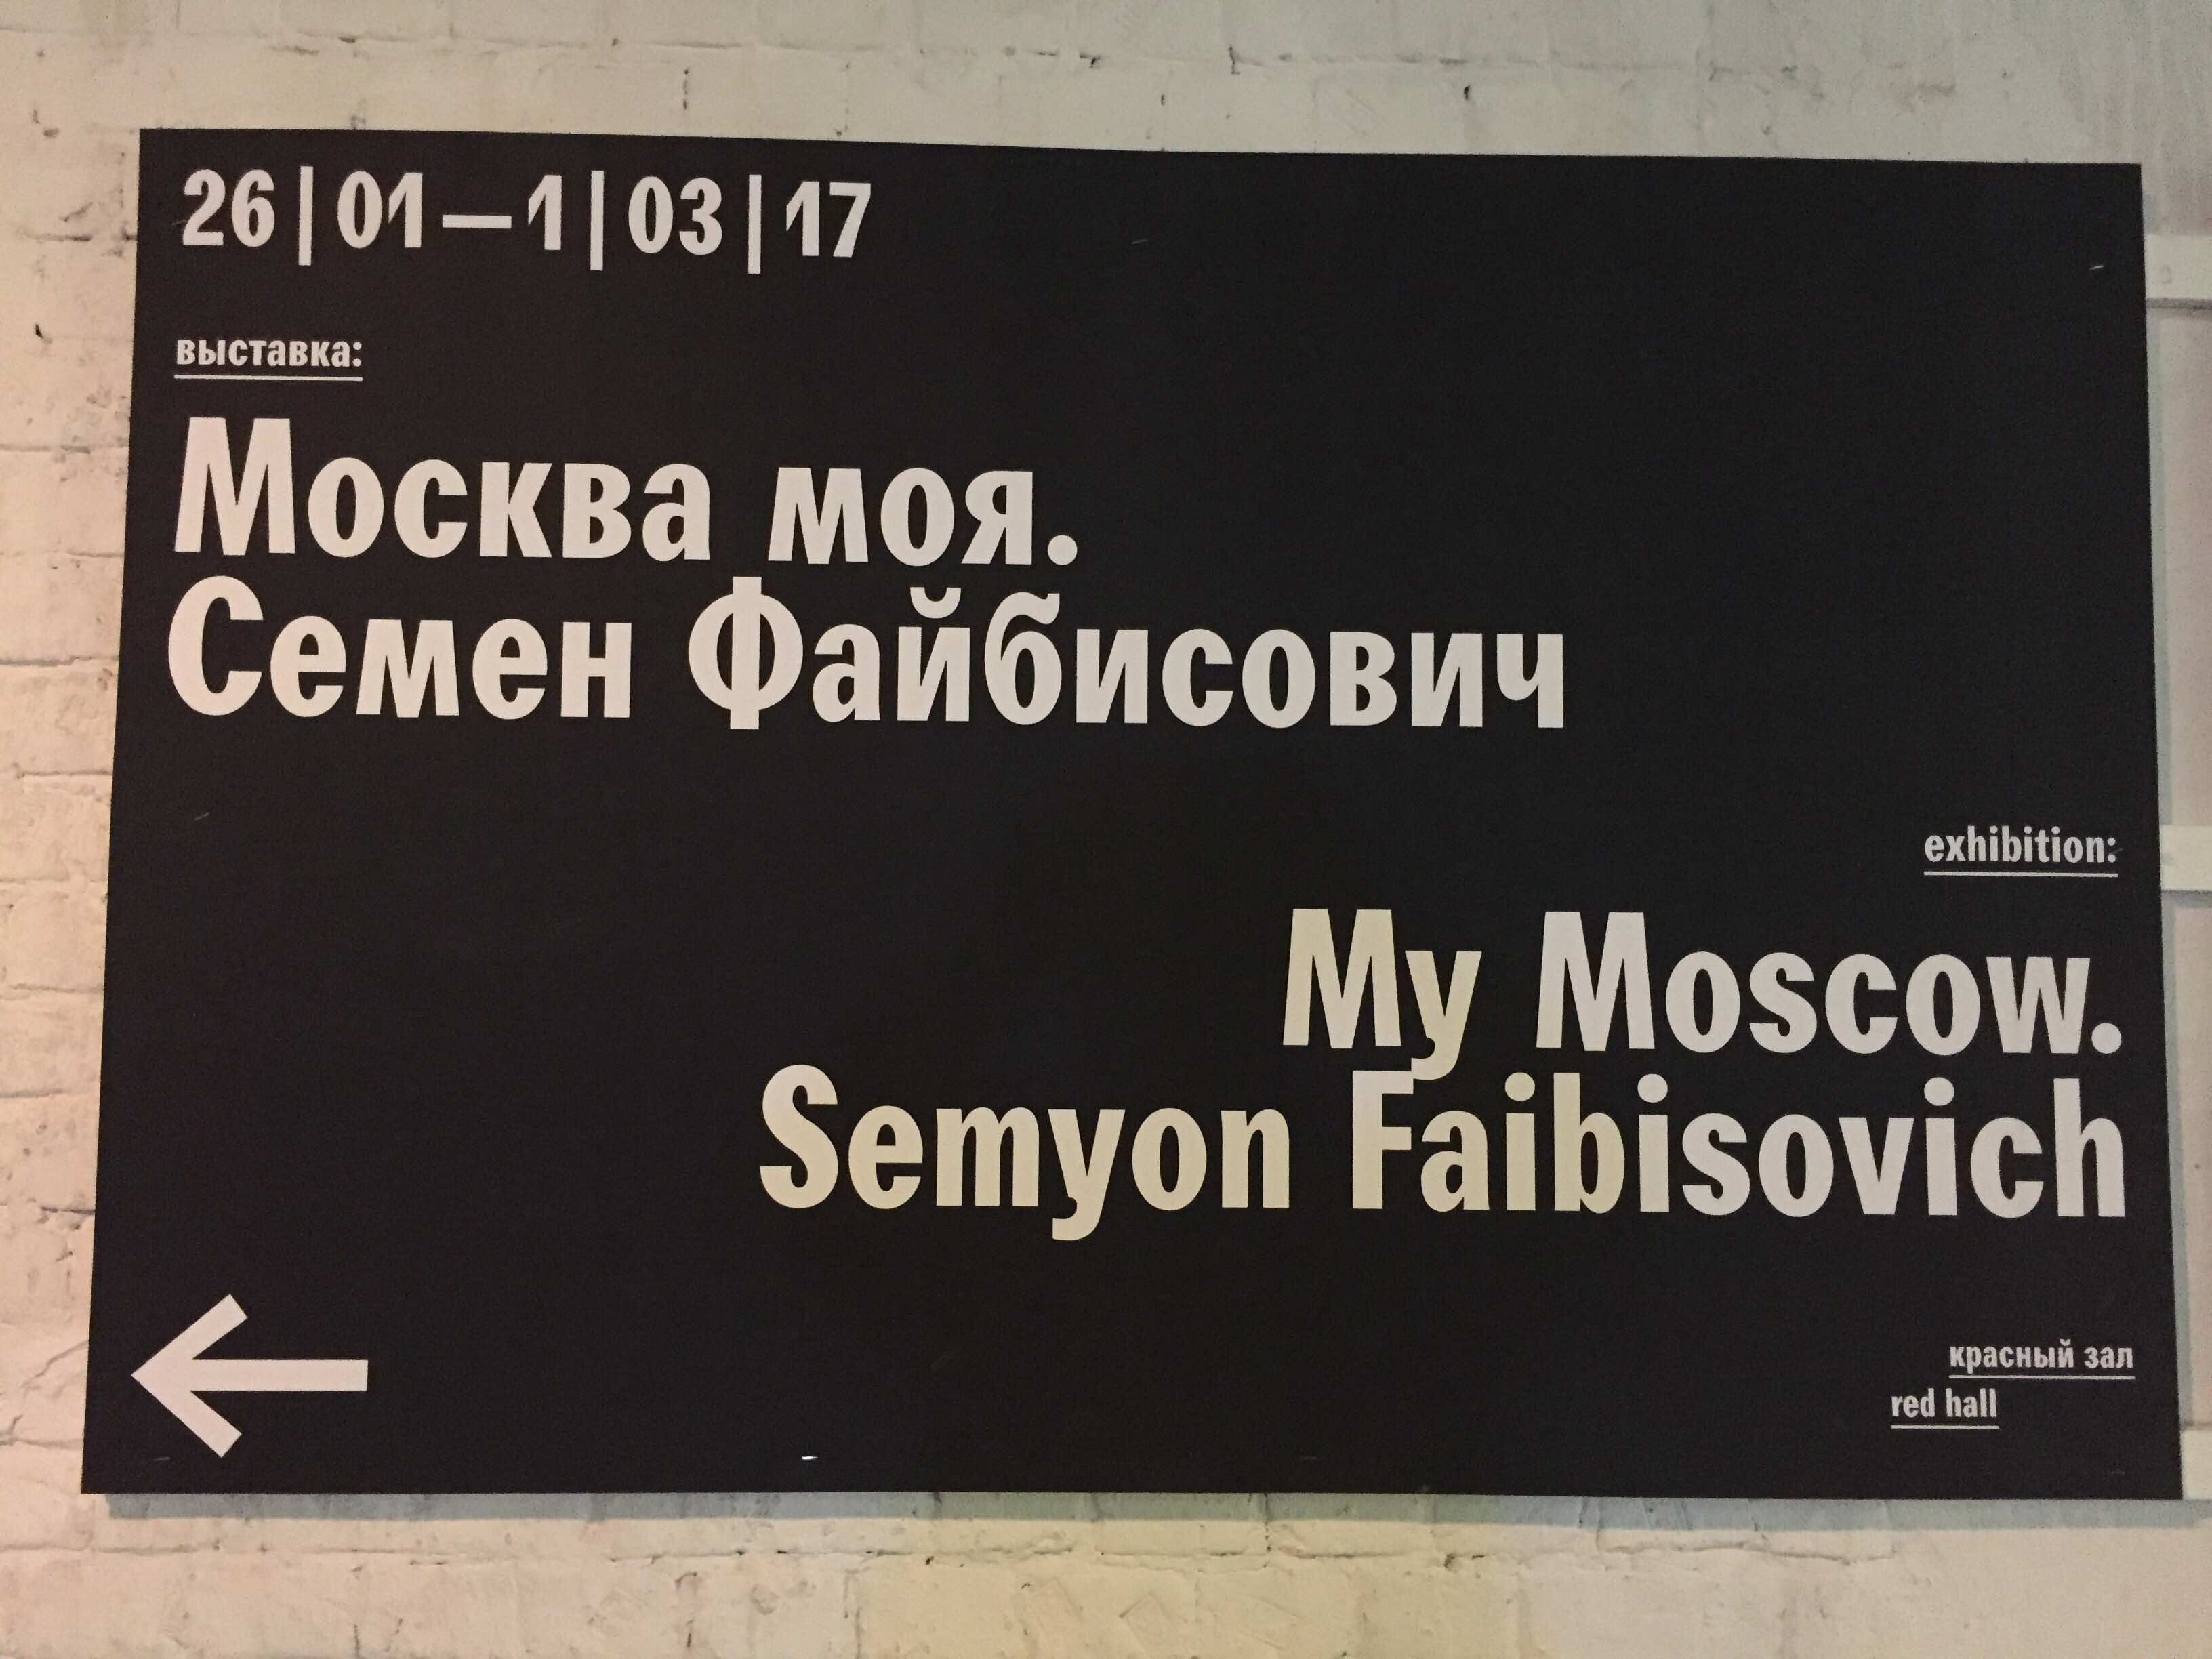 26|01—1|03|17
выставка:
Москва моя.
Семен Файбисович
exhibition:
My Moscow.
Semyon Faibisovich
красный зал
red hall